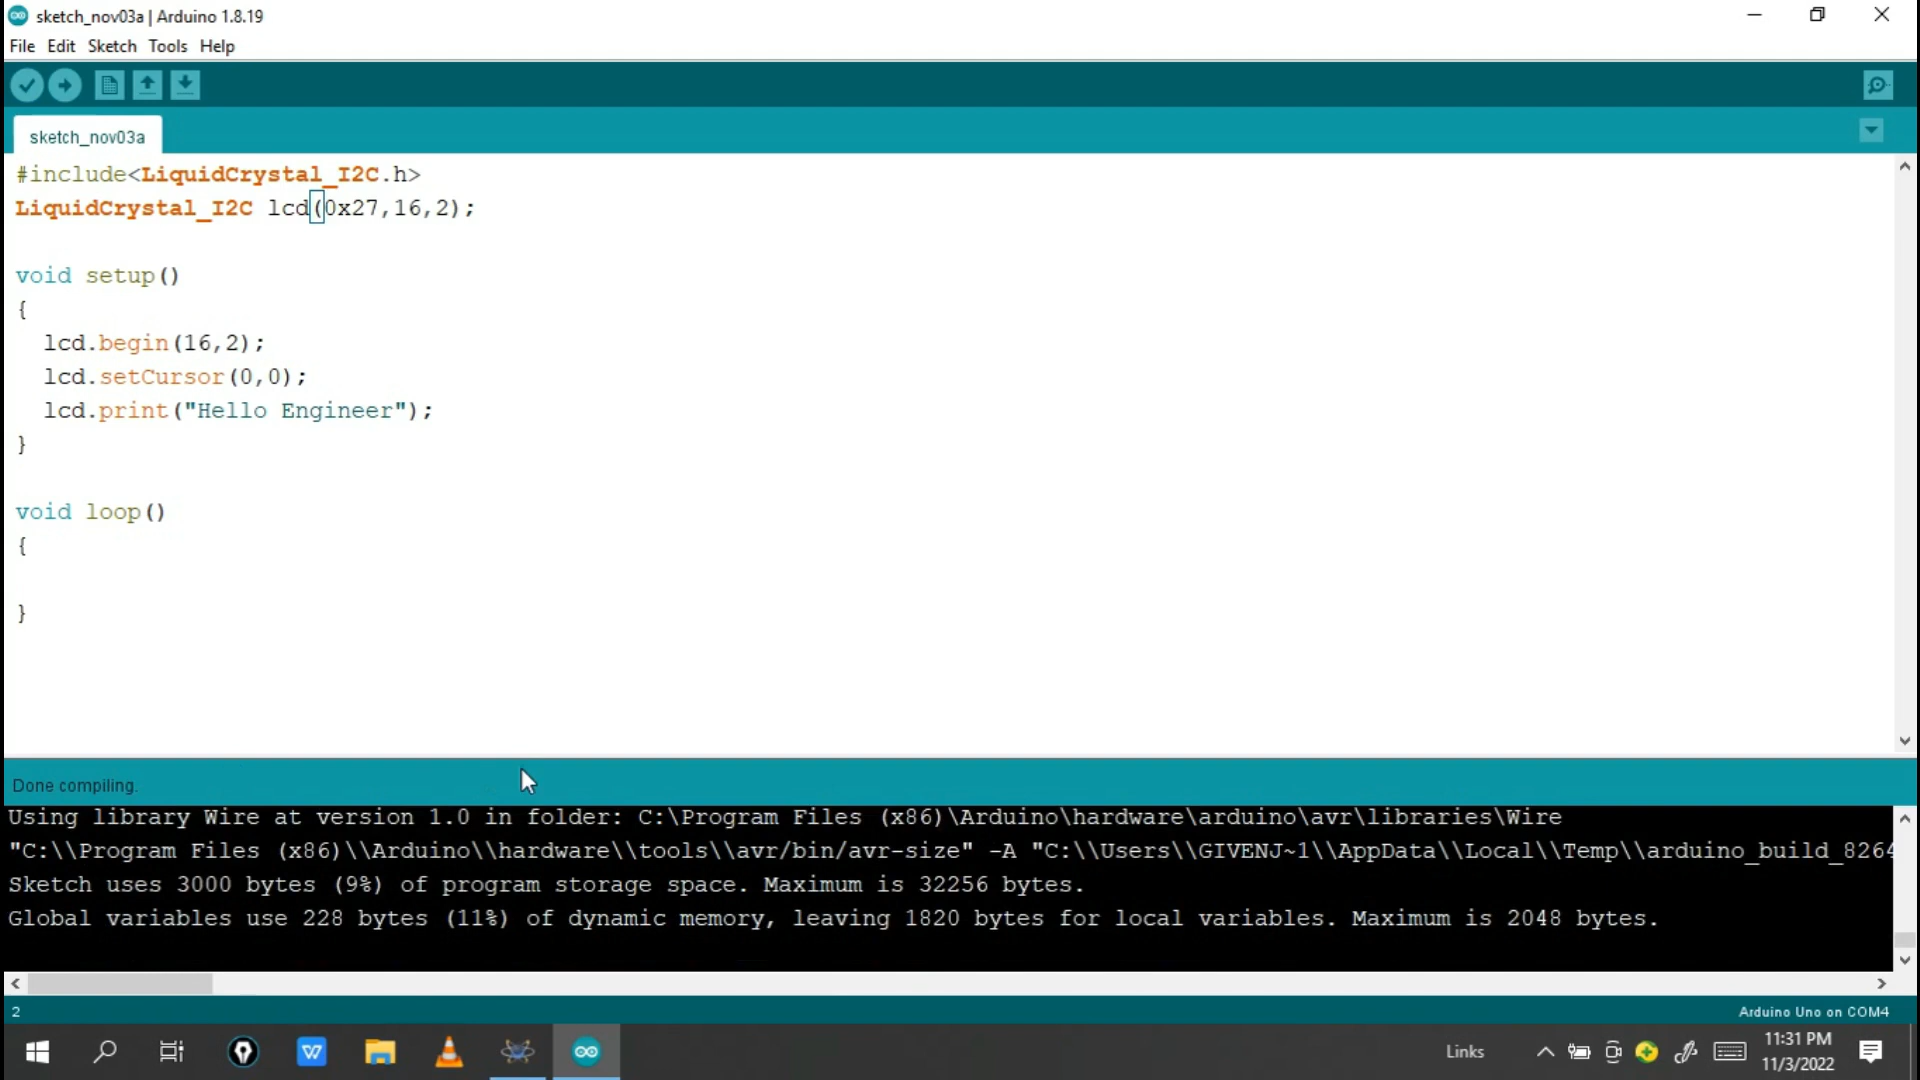 sketch_nov03a | Arduino 1.8.19
File Edit Sketch Tools Help
sketch_nov03a
#include<LiquidCrystal_I2C.h>
LiquidCrystal_I2C lcd(0x27,16,2);
void setup()
{
lcd.begin(16,2);
lcd.setCursor(0,0);
lcd.print("Hello Engineer");
}
void loop()
{
}
Done compiling.
Using library Wire at version 1.0 in folder: C:\Program Files (x86)\Arduino\hardware\arduino\avr\libraries\Wire
"C:\\Program Files (x86)\\Arduino\\hardware\\tools\\avr/bin/avr-size" -A "C:\\Users\\GIVENJ~1\\AppData\\Local\\Temp\\arduino_build_8264
Sketch uses 3000 bytes (9%) of program storage space. Maximum is 32256 bytes.
Global variables use 228 bytes (11%) of dynamic memory, leaving 1820 bytes for local variables. Maximum is 2048 bytes.
2
Arduino Uno on COM4
W
Links
11:31 PM
11/3/2022